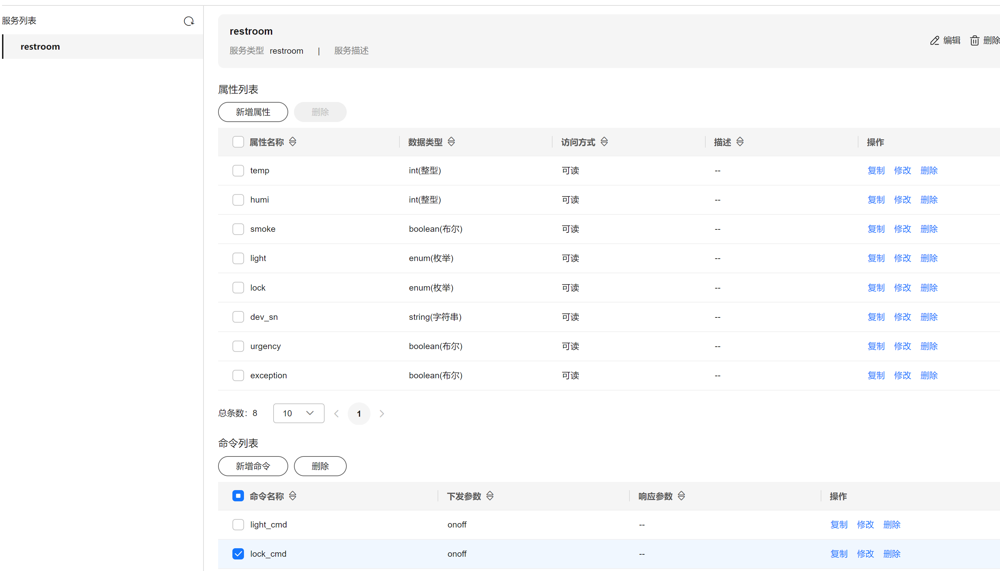 服务列表
restroom
restroom
服务类型 restroom | 服务描述
编辑 删除
属性列表
新增属性 删除
属性名称 数据类型 访问方式 描述 操作
temp int(整型) 可读 -- 复制 修改 删除
humi int(整型) 可读 -- 复制 修改 删除
smoke boolean(布尔) 可读 -- 复制 修改 删除
light enum(枚举) 可读 -- 复制 修改 删除
lock enum(枚举) 可读 -- 复制 修改 删除
dev_sn string(字符串) 可读 -- 复制 修改 删除
urgency boolean(布尔) 可读 -- 复制 修改 删除
exception boolean(布尔) 可读 -- 复制 修改 删除
总条数：8 10 1
命令列表
新增命令 删除
命令名称 下发参数 响应参数 操作
light_cmd onoff -- 复制 修改 删除
lock_cmd onoff -- 复制 修改 删除